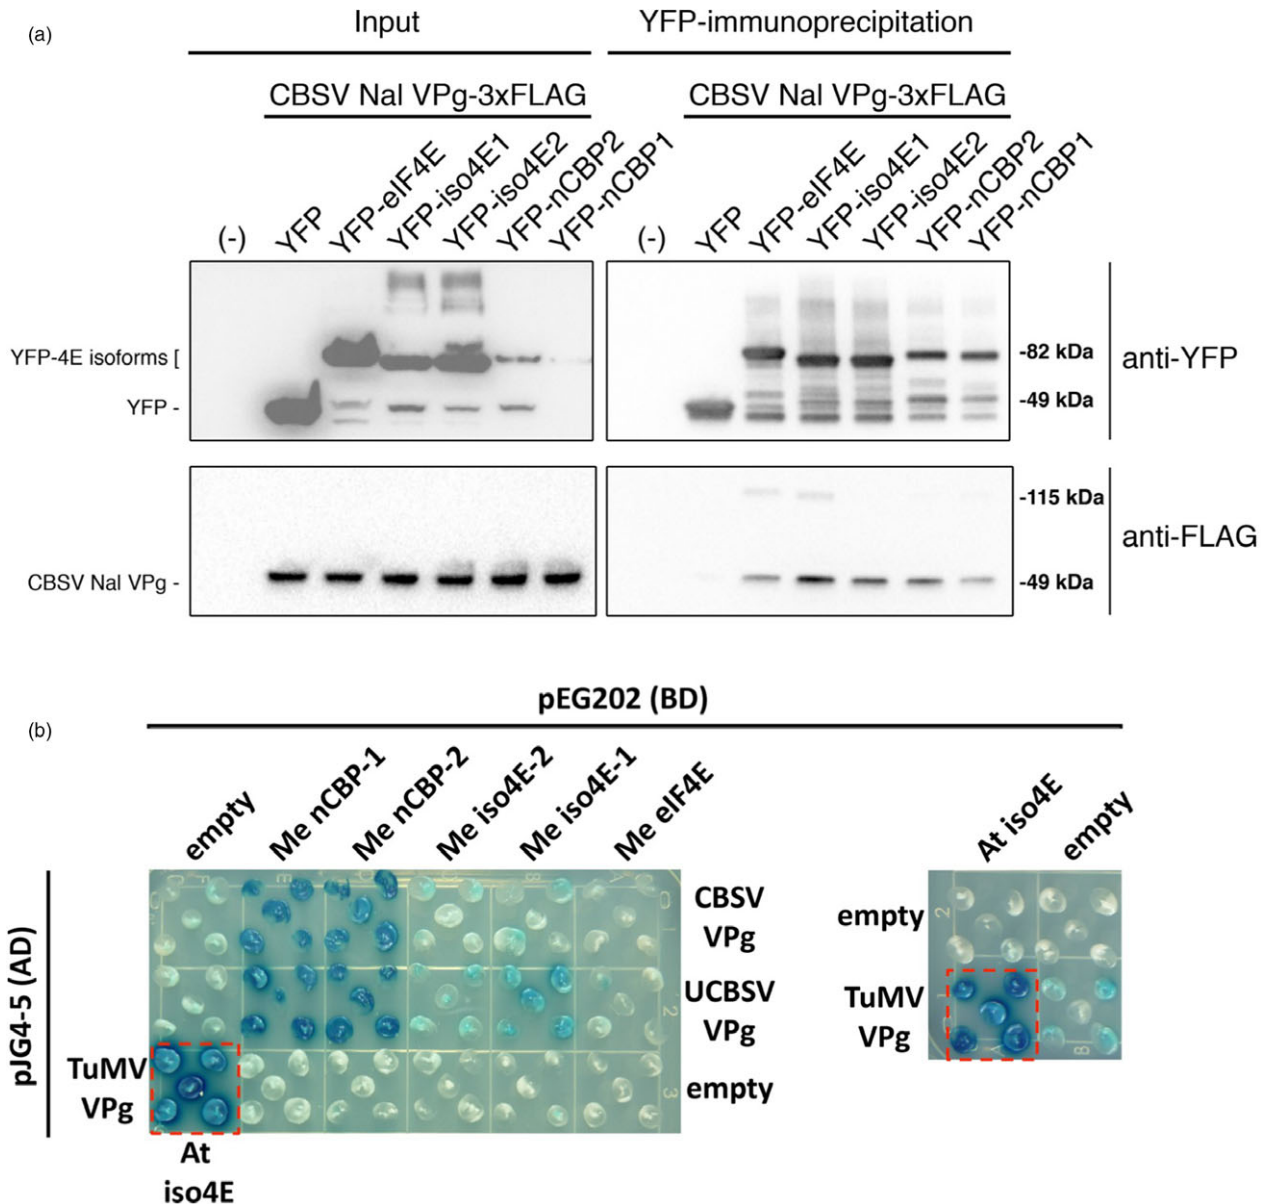 (a)
Input
YFP-immunoprecipitation
CBSV Nal VPg-3xFLAG
CBSV Nal VPg-3xFLAG
(-) YFP YFP-eIF4E YFP-iso4E1 YFP-iso4E2 YFP-nCBP2 YFP-nCBP1
(-) YFP YFP-eIF4E YFP-iso4E1 YFP-iso4E2 YFP-nCBP2 YFP-nCBP1
YFP-4E isoforms [
YFP -
-82 kDa
-49 kDa
anti-YFP
CBSV Nal VPg -
-115 kDa
-49 kDa
anti-FLAG
(b)
pEG202 (BD)
empty Me nCBP-1 Me nCBP-2 Me iso4E-2 Me iso4E-1 Me eIF4E
At iso4E empty
pJG4-5 (AD)
CBSV
VPg
UCBSV
VPg
empty
TuMV
VPg
At
iso4E
empty
TuMV
VPg